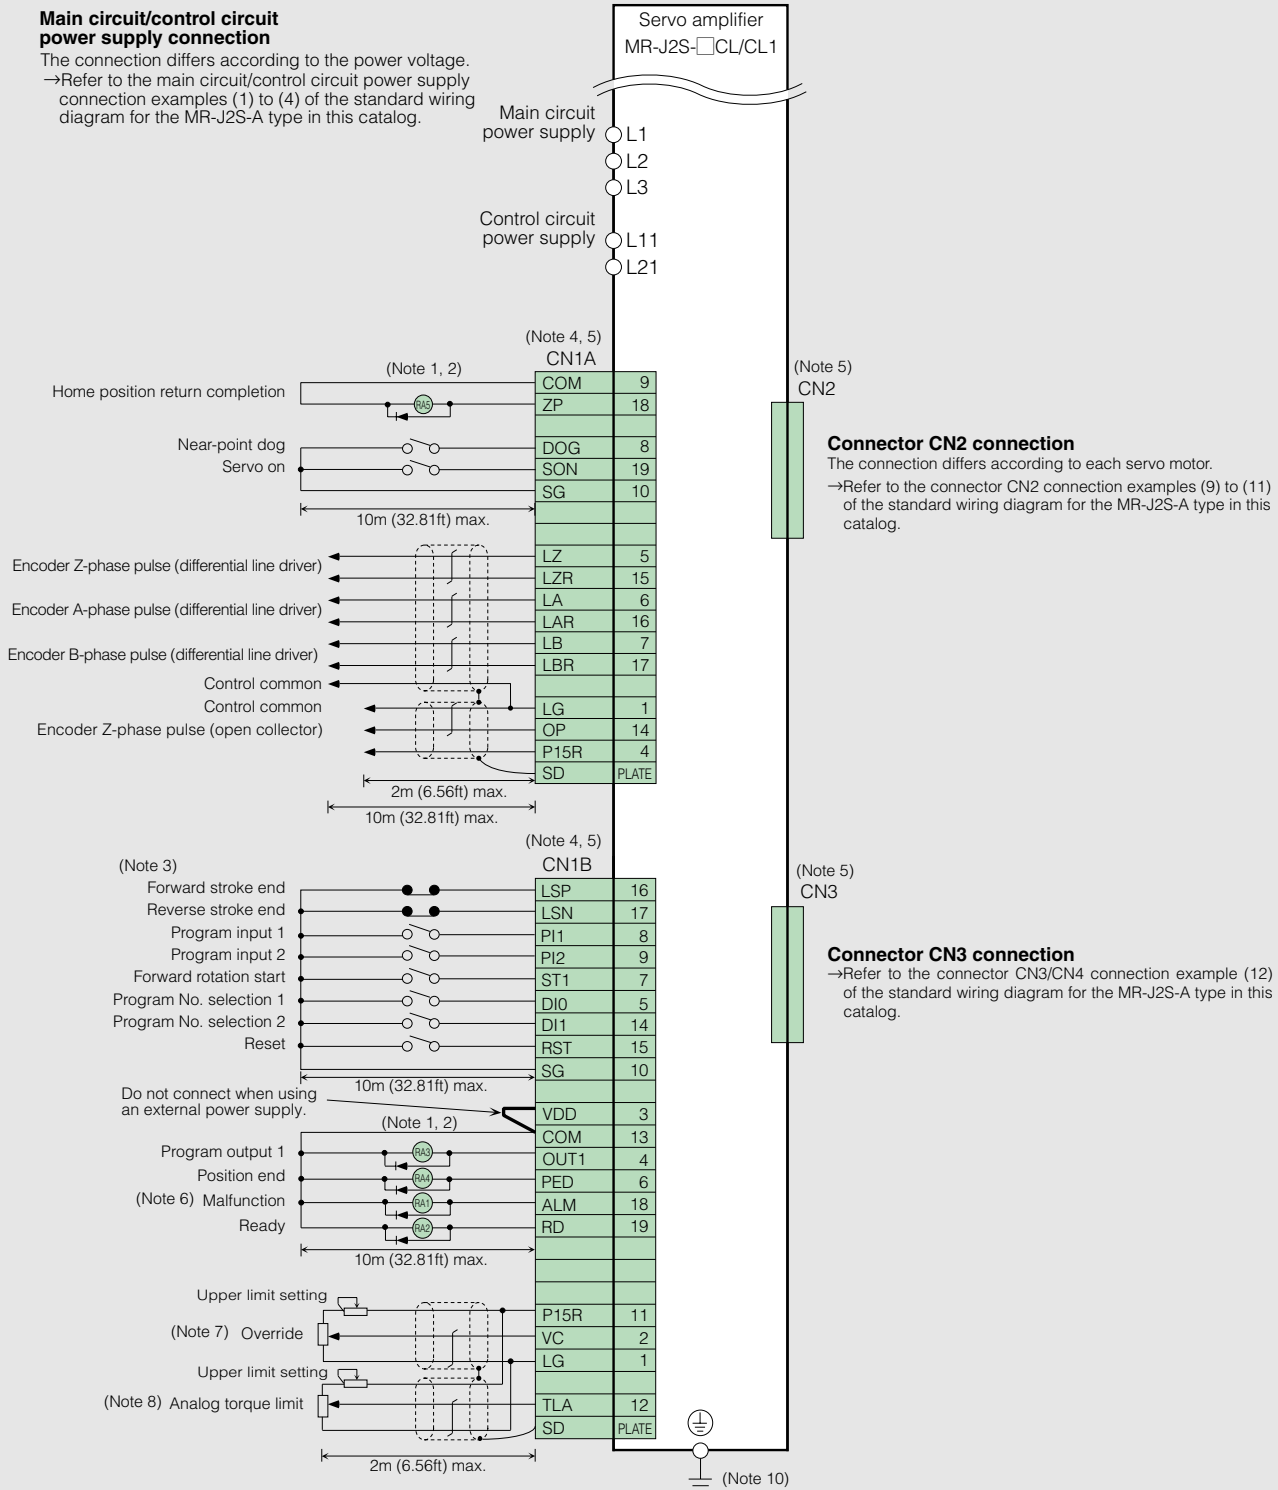 Main circuit/control circuit
power supply connection
The connection differs according to the power voltage.
→Refer to the main circuit/control circuit power supply
connection examples (1) to (4) of the standard wiring
diagram for the MR-J2S-A type in this catalog.
Servo amplifier
MR-J2S-□CL/CL1
Main circuit
power supply
L1
L2
L3
Control circuit
power supply
L11
L21
(Note 4, 5)
CN1A
(Note 1, 2)
Home position return completion
COM 9
RA5
ZP 18
Near-point dog
DOG 8
Servo on
SON 19
SG 10
10m (32.81ft) max.
Encoder Z-phase pulse (differential line driver)
LZ 5
LZR 15
Encoder A-phase pulse (differential line driver)
LA 6
LAR 16
Encoder B-phase pulse (differential line driver)
LB 7
LBR 17
Control common
Control common
LG 1
Encoder Z-phase pulse (open collector)
OP 14
P15R 4
SD PLATE
2m (6.56ft) max.
10m (32.81ft) max.
(Note 5)
CN2
Connector CN2 connection
The connection differs according to each servo motor.
→Refer to the connector CN2 connection examples (9) to (11)
of the standard wiring diagram for the MR-J2S-A type in this
catalog.
(Note 4, 5)
CN1B
(Note 3)
Forward stroke end
LSP 16
Reverse stroke end
LSN 17
Program input 1
PI1 8
Program input 2
PI2 9
Forward rotation start
ST1 7
Program No. selection 1
DI0 5
Program No. selection 2
DI1 14
Reset
RST 15
SG 10
10m (32.81ft) max.
Do not connect when using
an external power supply.
VDD 3
(Note 1, 2)
COM 13
Program output 1
RA3
OUT1 4
Position end
RA4
PED 6
(Note 6) Malfunction
RA1
ALM 18
Ready
RA2
RD 19
10m (32.81ft) max.
Upper limit setting
P15R 11
(Note 7) Override
VC 2
LG 1
Upper limit setting
(Note 8) Analog torque limit
TLA 12
SD PLATE
2m (6.56ft) max.
(Note 5)
CN3
Connector CN3 connection
→Refer to the connector CN3/CN4 connection example (12)
of the standard wiring diagram for the MR-J2S-A type in this
catalog.
(Note 10)